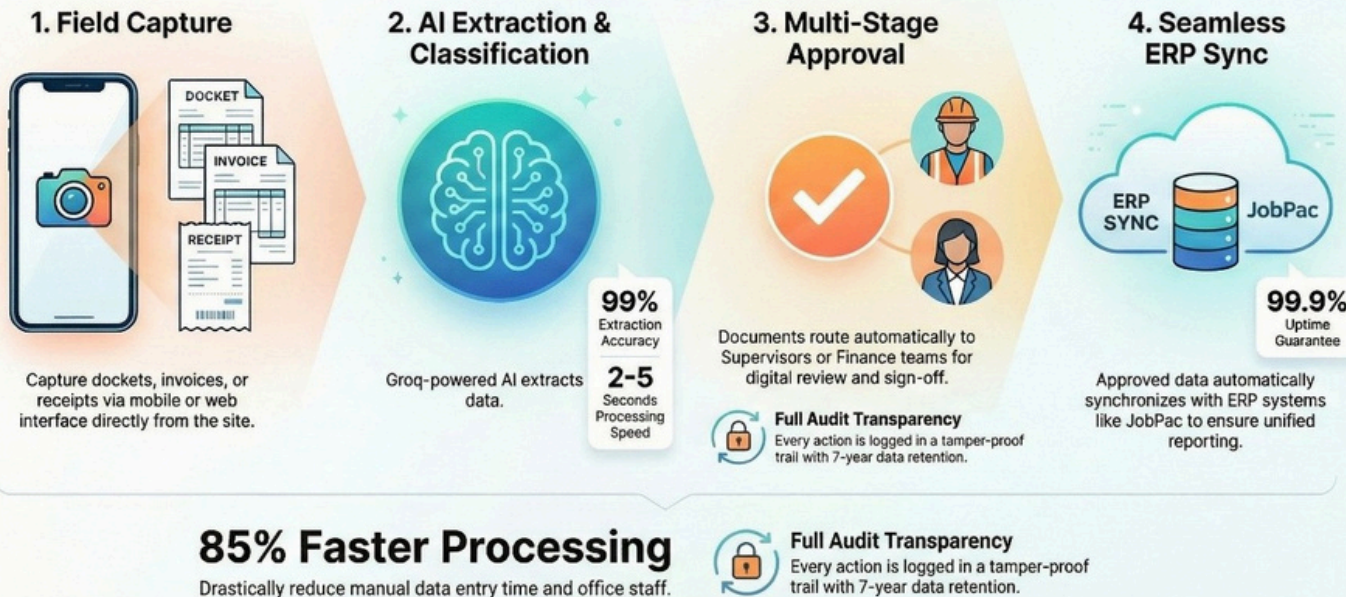 1. Field Capture
DOCKET
INVOICE
RECEIPT
Capture dockets, invoices, or
receipts via mobile or web
interface directly from the site.
2. AI Extraction &
Classification
99%
Extraction
Accuracy
2-5
Seconds
Processing
Speed
Groq-powered AI extracts
data.
3. Multi-Stage
Approval
Documents route automatically to
Supervisors or Finance teams for
digital review and sign-off.
Full Audit Transparency
Every action is logged in a tamper-proof
trail with 7-year data retention.
4. Seamless
ERP Sync
ERP
SYNC
JobPac
99.9%
Uptime
Guarantee
Approved data automatically
synchronizes with ERP systems
like JobPac to ensure unified
reporting.
85% Faster Processing
Drastically reduce manual data entry time and office staff.
Full Audit Transparency
Every action is logged in a tamper-proof
trail with 7-year data retention.